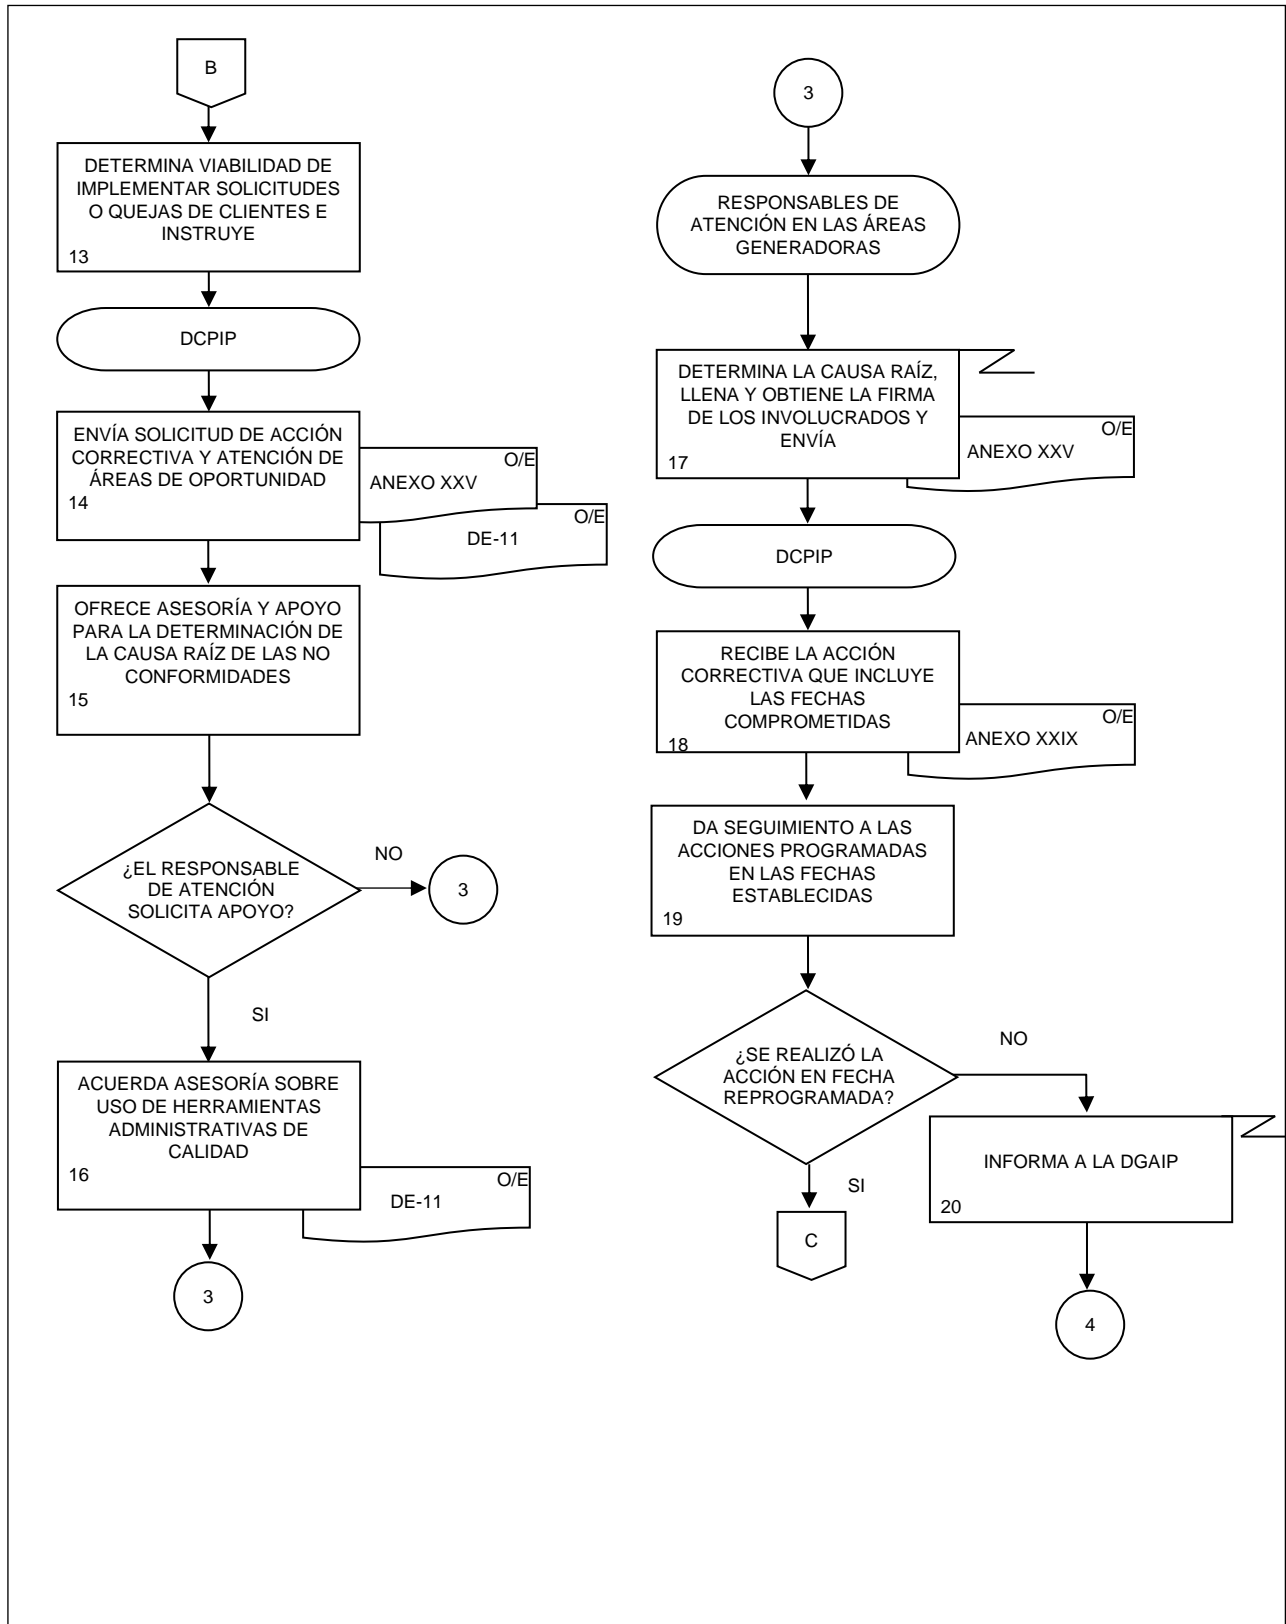 B
DETERMINA VIABILIDAD DE
IMPLEMENTAR SOLICITUDES
O QUEJAS DE CLIENTES E
INSTRUYE
13
DCPIP
ENVÍA SOLICITUD DE ACCIÓN
CORRECTIVA Y ATENCIÓN DE
ÁREAS DE OPORTUNIDAD
14
O/E
ANEXO XXV
O/E
DE-11
OFRECE ASESORÍA Y APOYO
PARA LA DETERMINACIÓN DE
LA CAUSA RAÍZ DE LAS NO
CONFORMIDADES
15
¿EL RESPONSABLE
DE ATENCIÓN
SOLICITA APOYO?
NO
3
SI
ACUERDA ASESORÍA SOBRE
USO DE HERRAMIENTAS
ADMINISTRATIVAS DE
CALIDAD
16
O/E
DE-11
3
3
RESPONSABLES DE
ATENCIÓN EN LAS ÁREAS
GENERADORAS
DETERMINA LA CAUSA RAÍZ,
LLENA Y OBTIENE LA FIRMA
DE LOS INVOLUCRADOS Y
ENVÍA
17
O/E
ANEXO XXV
DCPIP
RECIBE LA ACCIÓN
CORRECTIVA QUE INCLUYE
LAS FECHAS
COMPROMETIDAS
18
O/E
ANEXO XXIX
DA SEGUIMIENTO A LAS
ACCIONES PROGRAMADAS
EN LAS FECHAS
ESTABLECIDAS
19
¿SE REALIZÓ LA
ACCIÓN EN FECHA
REPROGRAMADA?
NO
SI
C
INFORMA A LA DGAIP
20
4